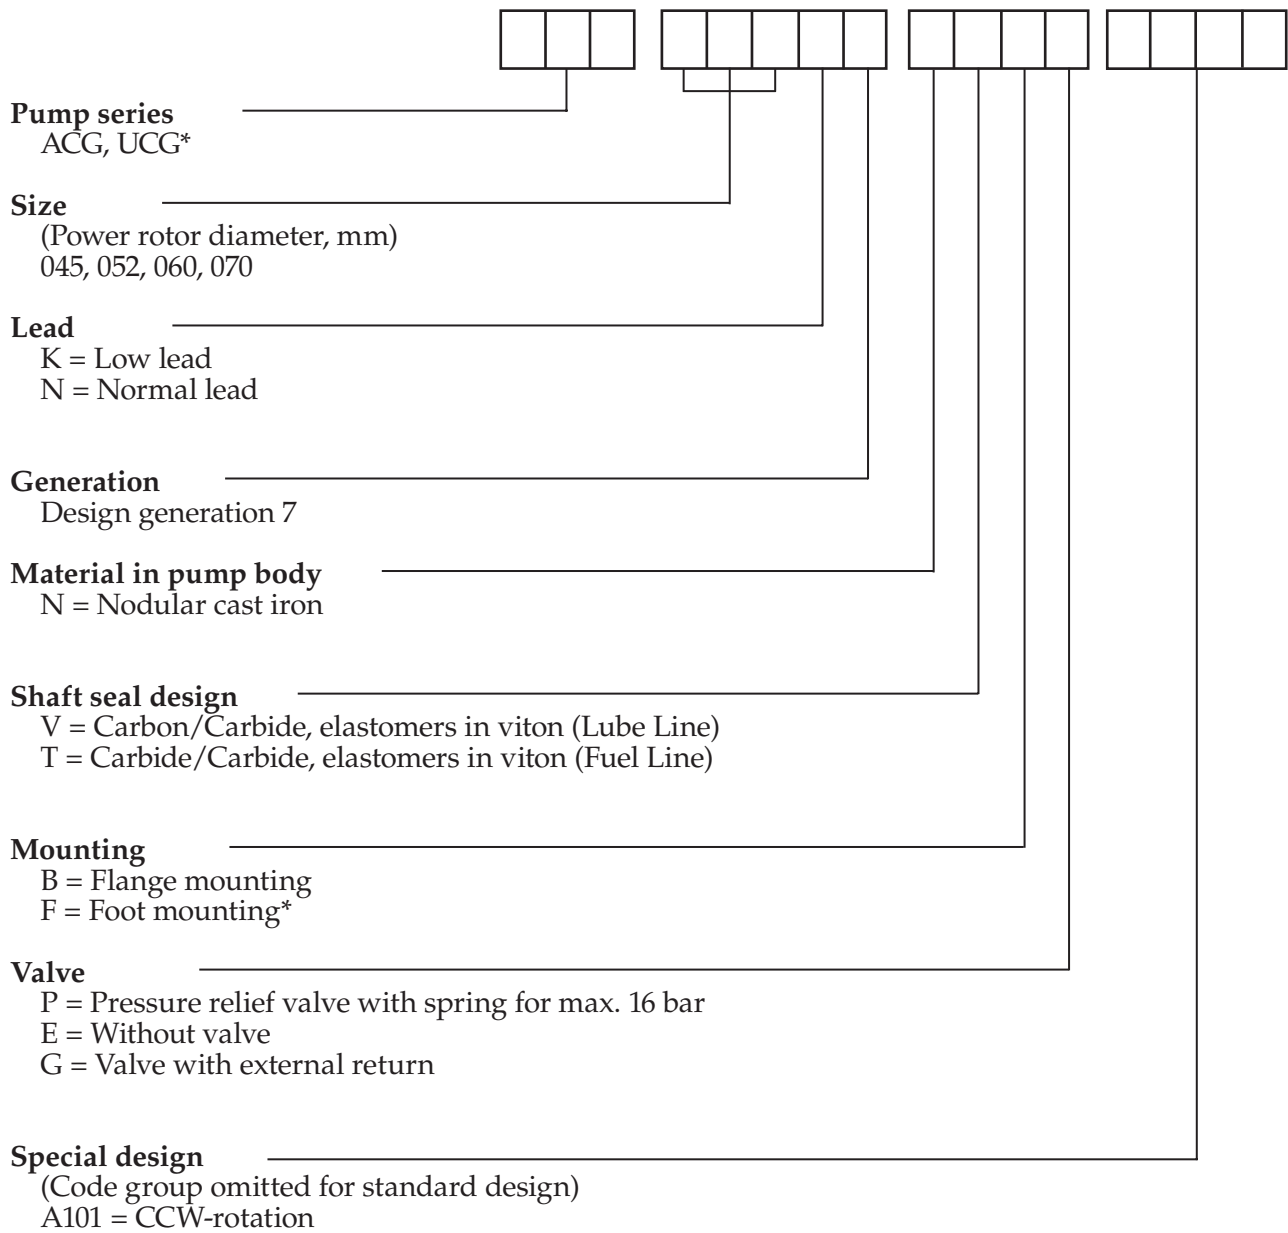 Pump series
ACG, UCG*
Size
(Power rotor diameter, mm)
045, 052, 060, 070
Lead
K = Low lead
N = Normal lead
Generation
Design generation 7
Material in pump body
N = Nodular cast iron
Shaft seal design
V = Carbon/Carbide, elastomers in viton (Lube Line)
T = Carbide/Carbide, elastomers in viton (Fuel Line)
Mounting
B = Flange mounting
F = Foot mounting*
Valve
P = Pressure relief valve with spring for max. 16 bar
E = Without valve
G = Valve with external return
Special design
(Code group omitted for standard design)
A101 = CCW-rotation